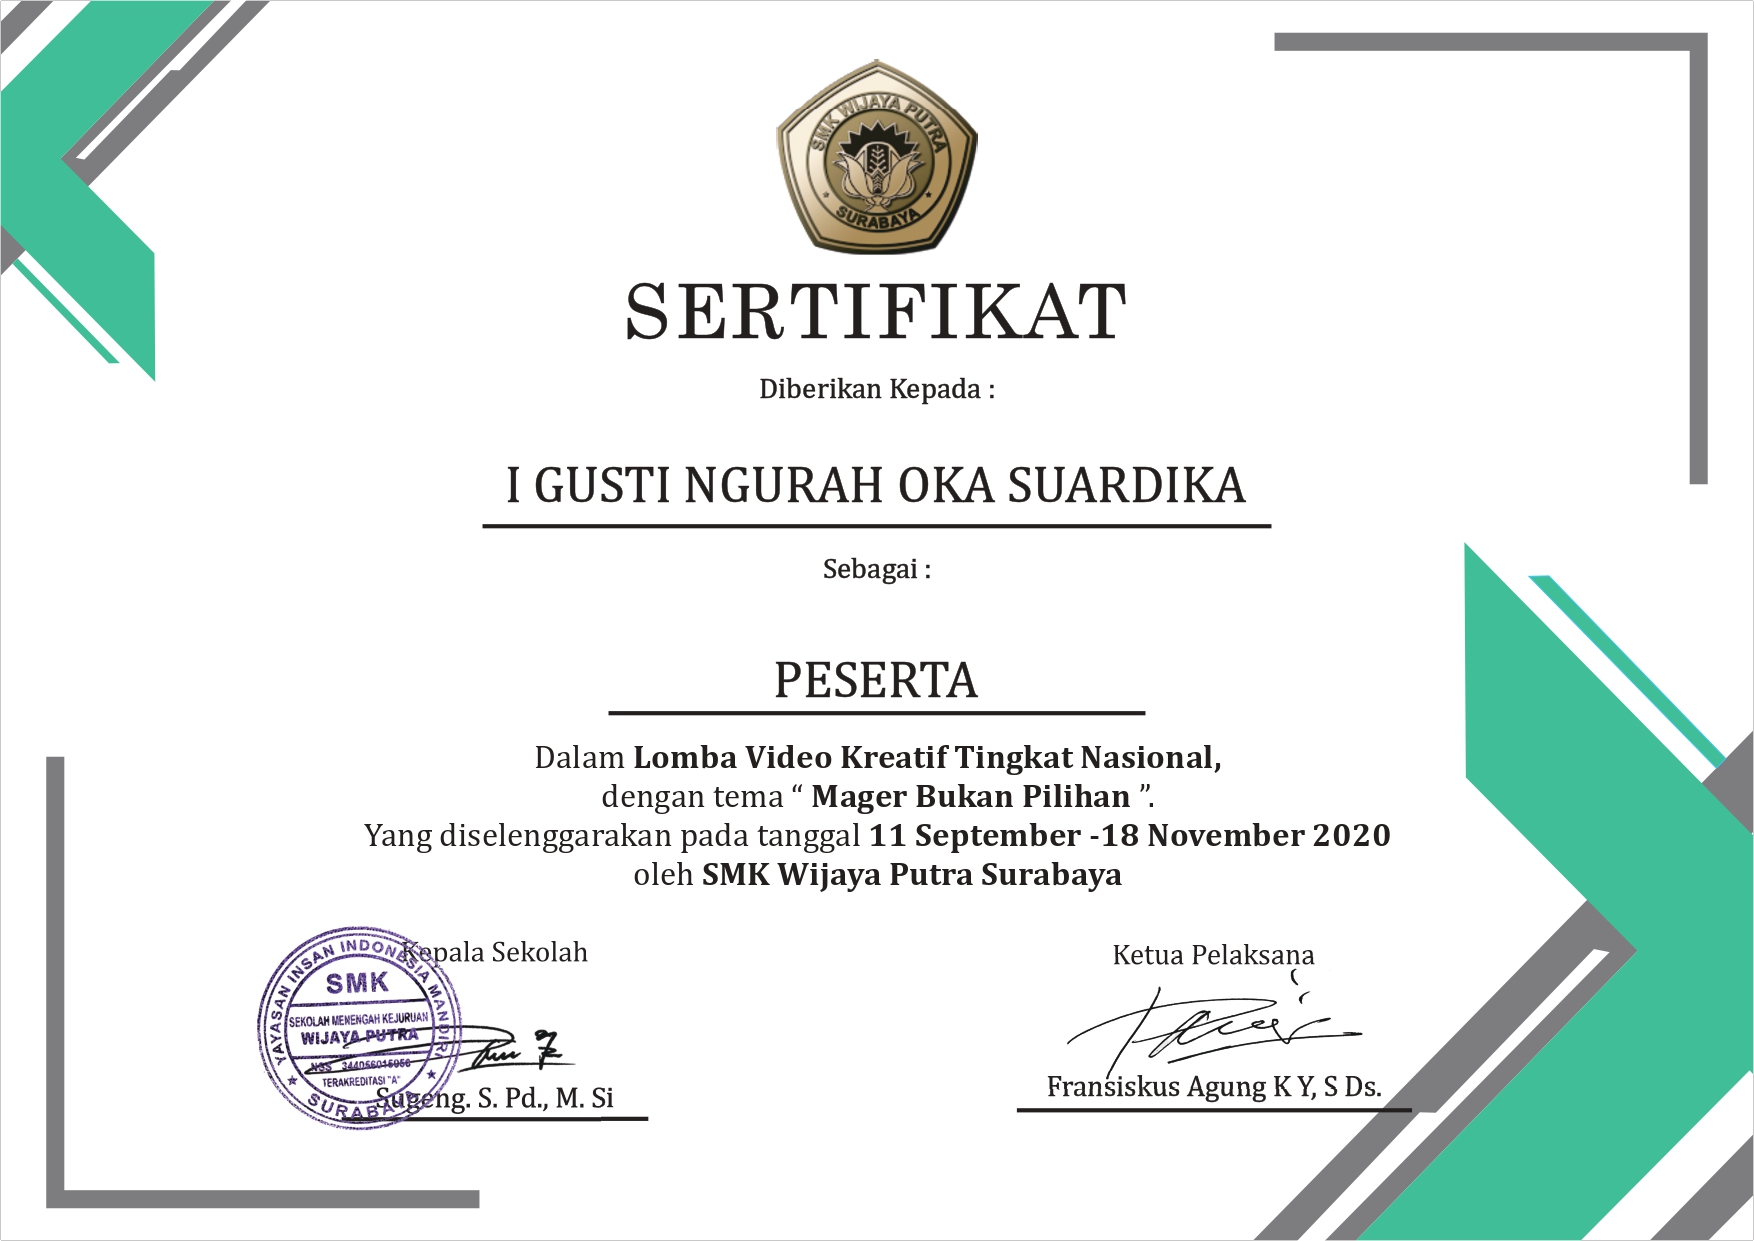 SMK WIJAYA PUTRA
SURABAYA
SERTIFIKAT
Diberikan Kepada :
I GUSTI NGURAH OKA SUARDIKA
Sebagai :
PESERTA
Dalam Lomba Video Kreatif Tingkat Nasional,
dengan tema “ Mager Bukan Pilihan ”.
Yang diselenggarakan pada tanggal 11 September -18 November 2020
oleh SMK Wijaya Putra Surabaya
Kepala Sekolah
YAYASAN INSAN INDONESIA MANDIRI
SMK
SEKOLAH MENENGAH KEJURUAN
WIJAYA PUTRA
NSS
TERAKREDITASI "A"
SURABAYA
Sugeng. S. Pd., M. Si
Ketua Pelaksana
Fransiskus Agung K Y, S Ds.